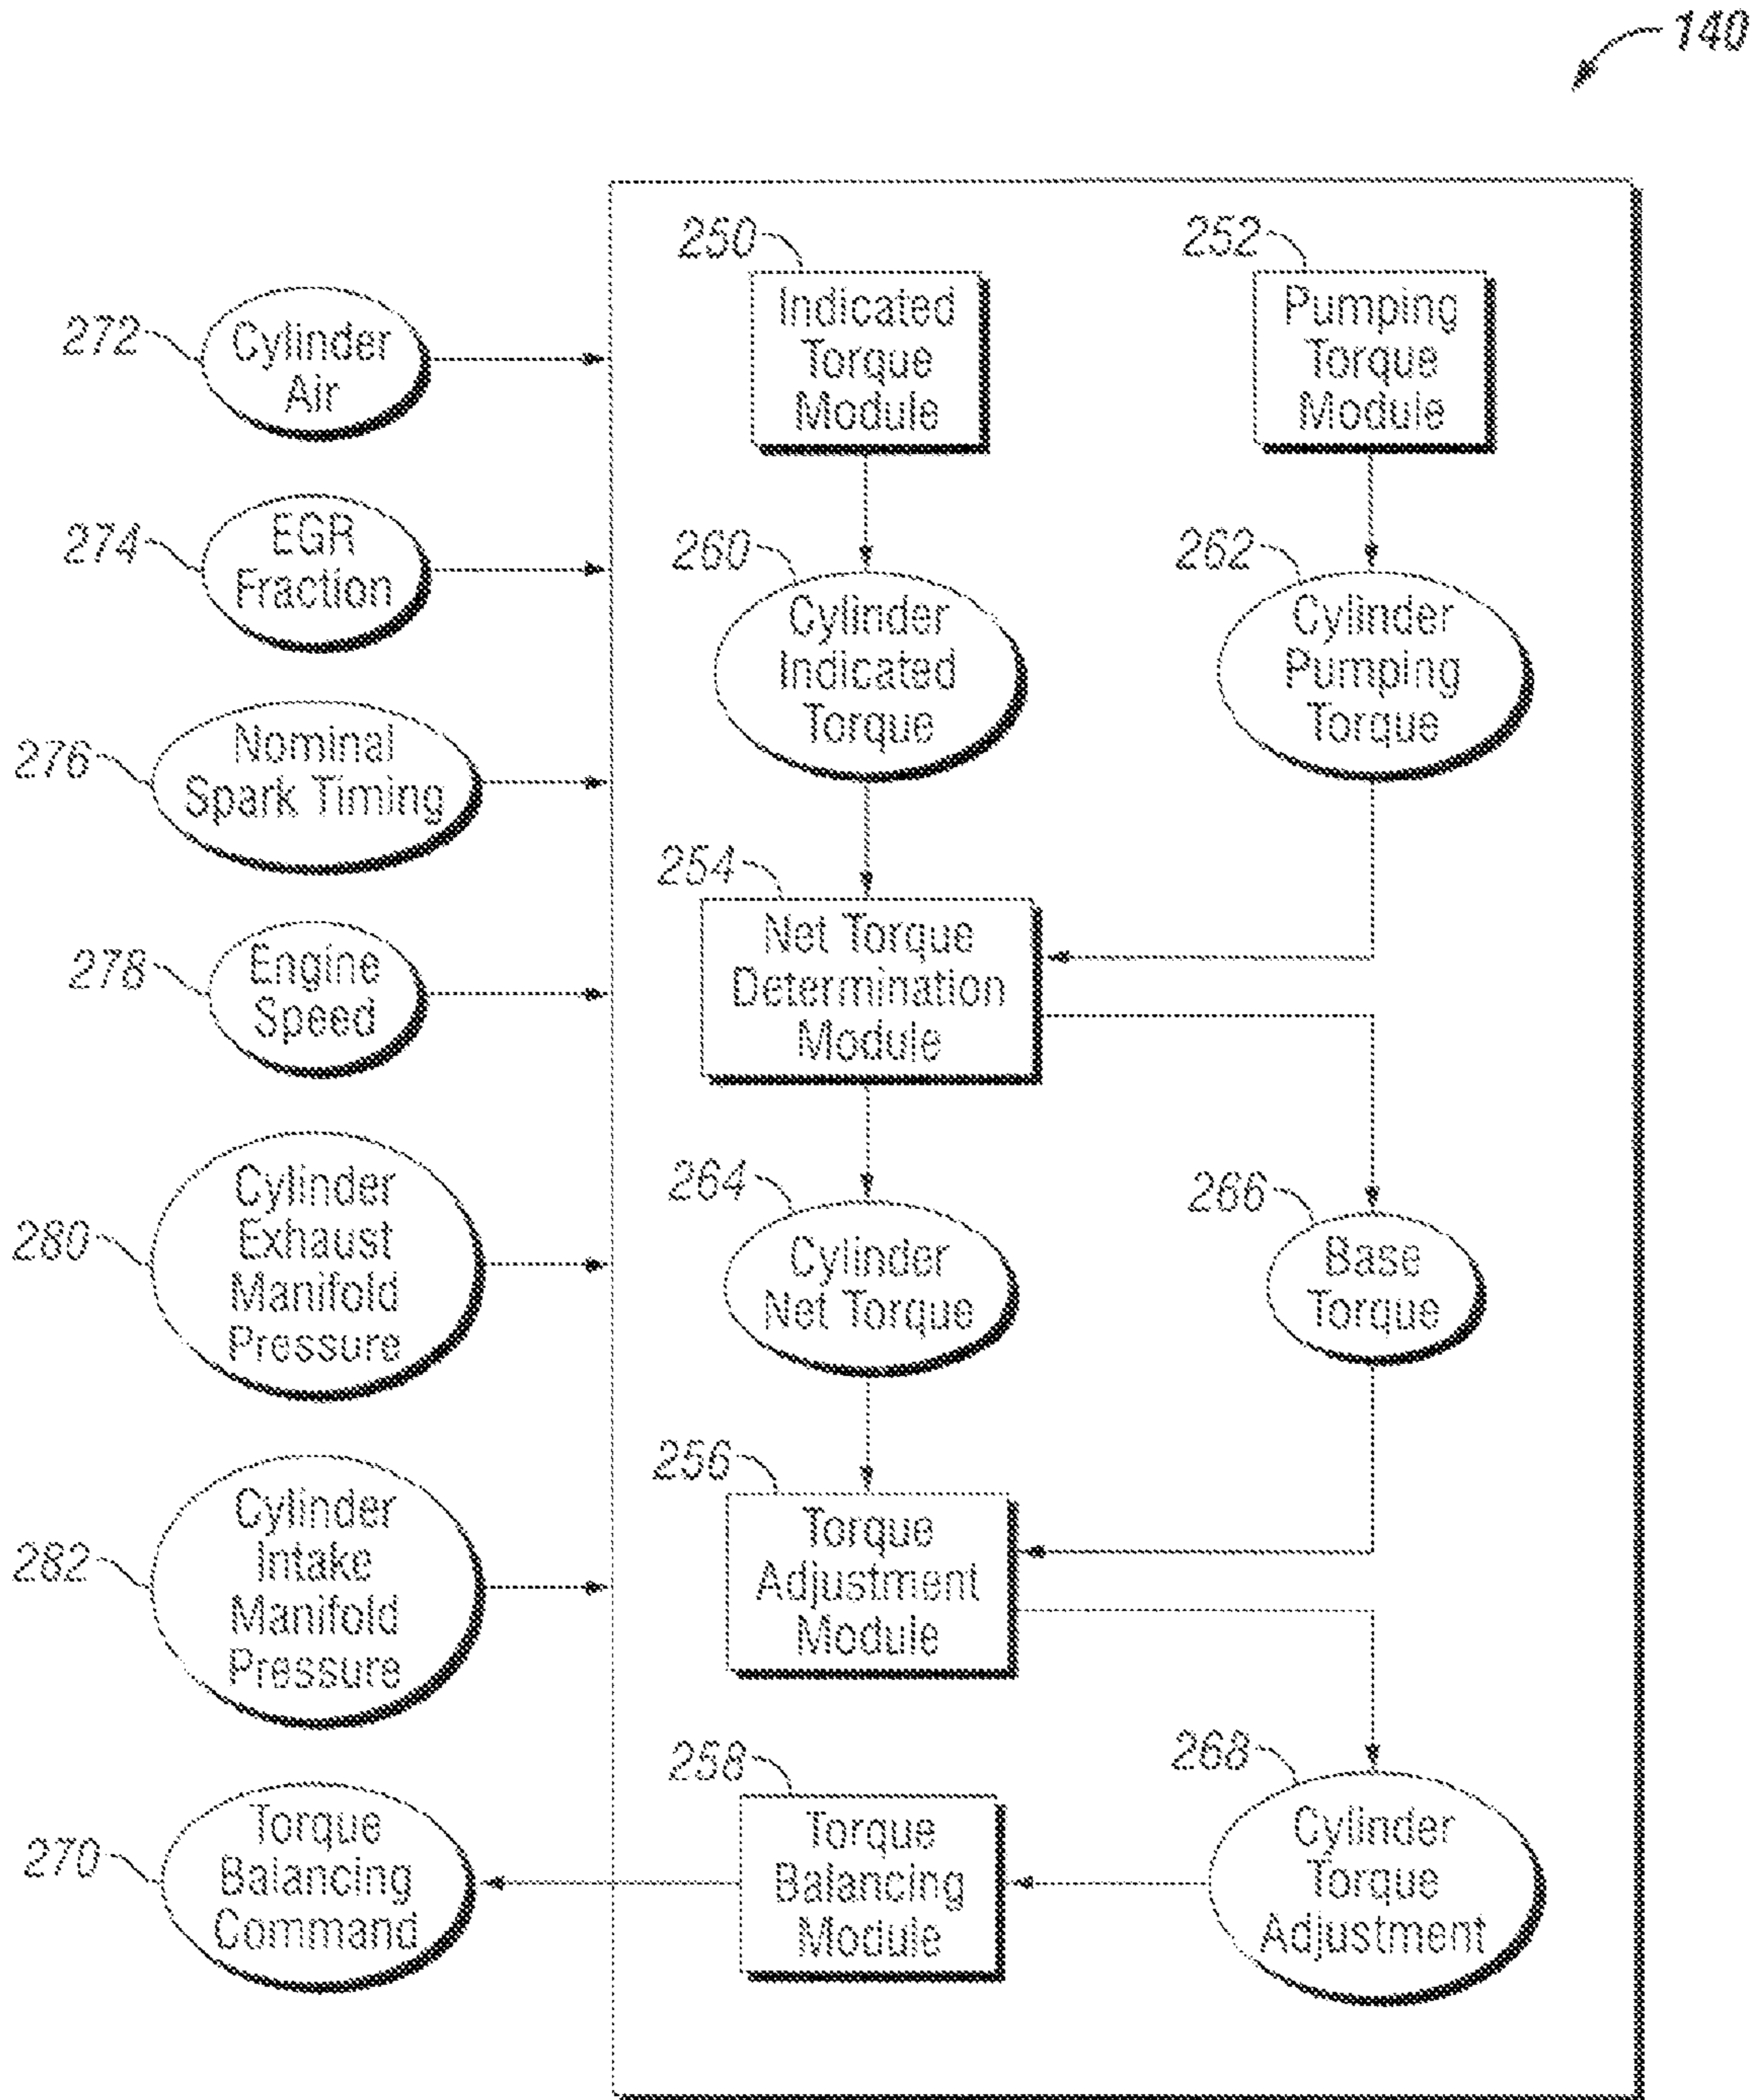 140
250
Indicated
Torque
Module
252
Pumping
Torque
Module
272
Cylinder
Air
274
EGR
Fraction
260
Cylinder
Indicated
Torque
262
Cylinder
Pumping
Torque
276
Nominal
Spark Timing
254
Net Torque
Determination
Module
278
Engine
Speed
264
Cylinder
Net Torque
266
Base
Torque
280
Cylinder
Exhaust
Manifold
Pressure
256
Torque
Adjustment
Module
282
Cylinder
Intake
Manifold
Pressure
258
Torque
Balancing
Module
268
Cylinder
Torque
Adjustment
270
Torque
Balancing
Command